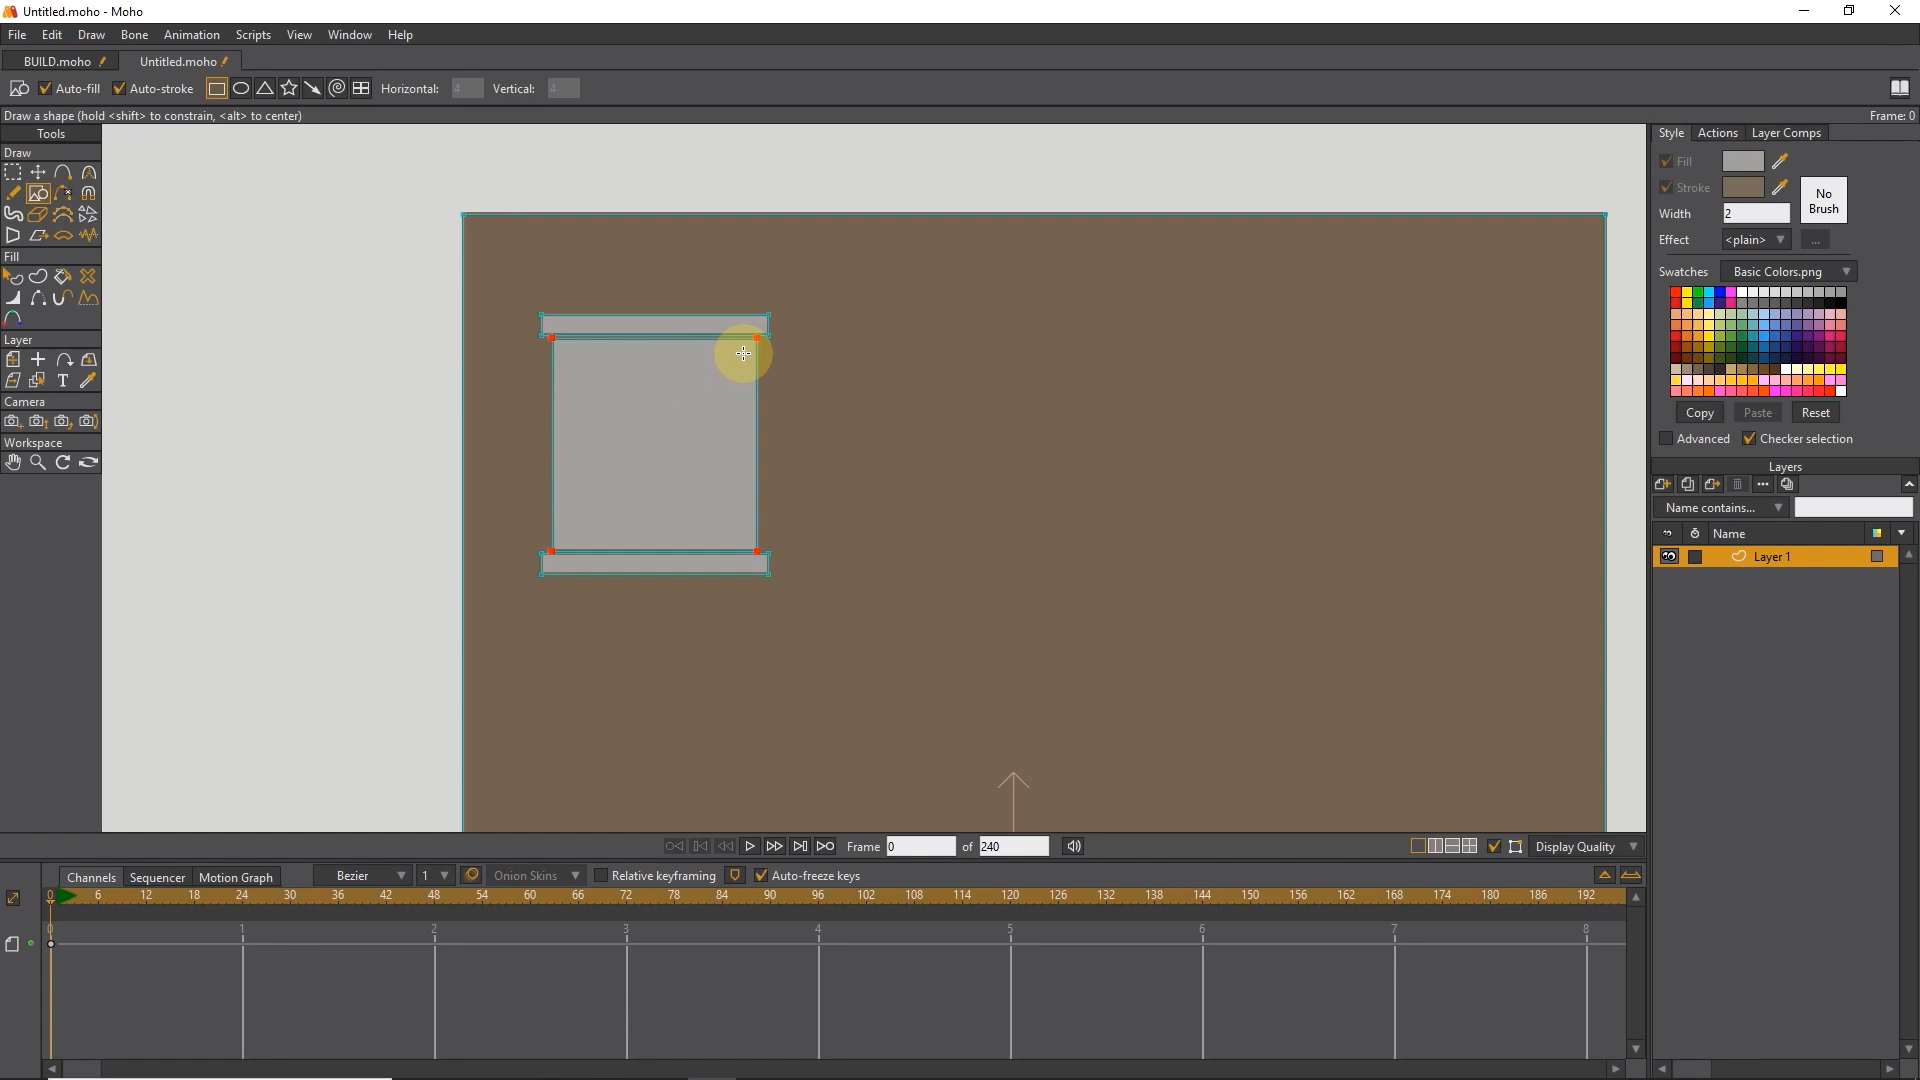 Untitled.moho - Moho
File Edit Draw Bone Animation Scripts View Window Help
BUILD.moho Untitled.moho
Auto-fill Auto-stroke Horizontal: 4 Vertical: 4
Draw a shape (hold <shift> to constrain, <alt> to center) Frame: 0
Tools
Draw
Fill
Layer
T
Camera
Workspace
Style Actions Layer Comps
Fill
Stroke
No
Brush
Width 2
Effect <plain> ...
Swatches Basic Colors.png
Copy Paste Reset
Advanced Checker selection
Layers
Name contains...
Name
Layer 1
Frame 0 of 240 Display Quality
Channels Sequencer Motion Graph Bezier 1 Onion Skins Relative keyframing Auto-freeze keys
0 6 12 18 24 30 36 42 48 54 60 66 72 78 84 90 96 102 108 114 120 126 132 138 144 150 156 162 168 174 180 186 192
0 1 2 3 4 5 6 7 8